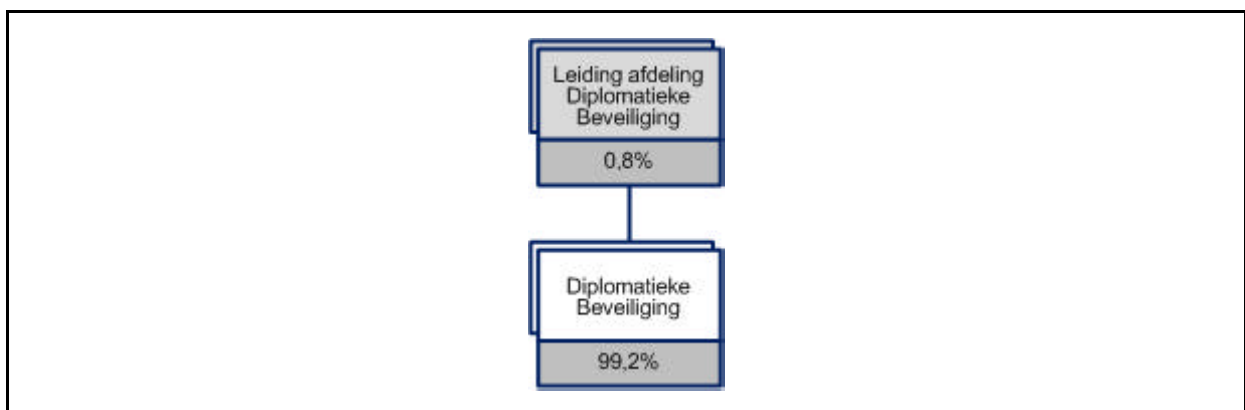 Leiding afdeling
Diplomatieke
Beveiliging
0,8%
Diplomatieke
Beveiliging
99,2%